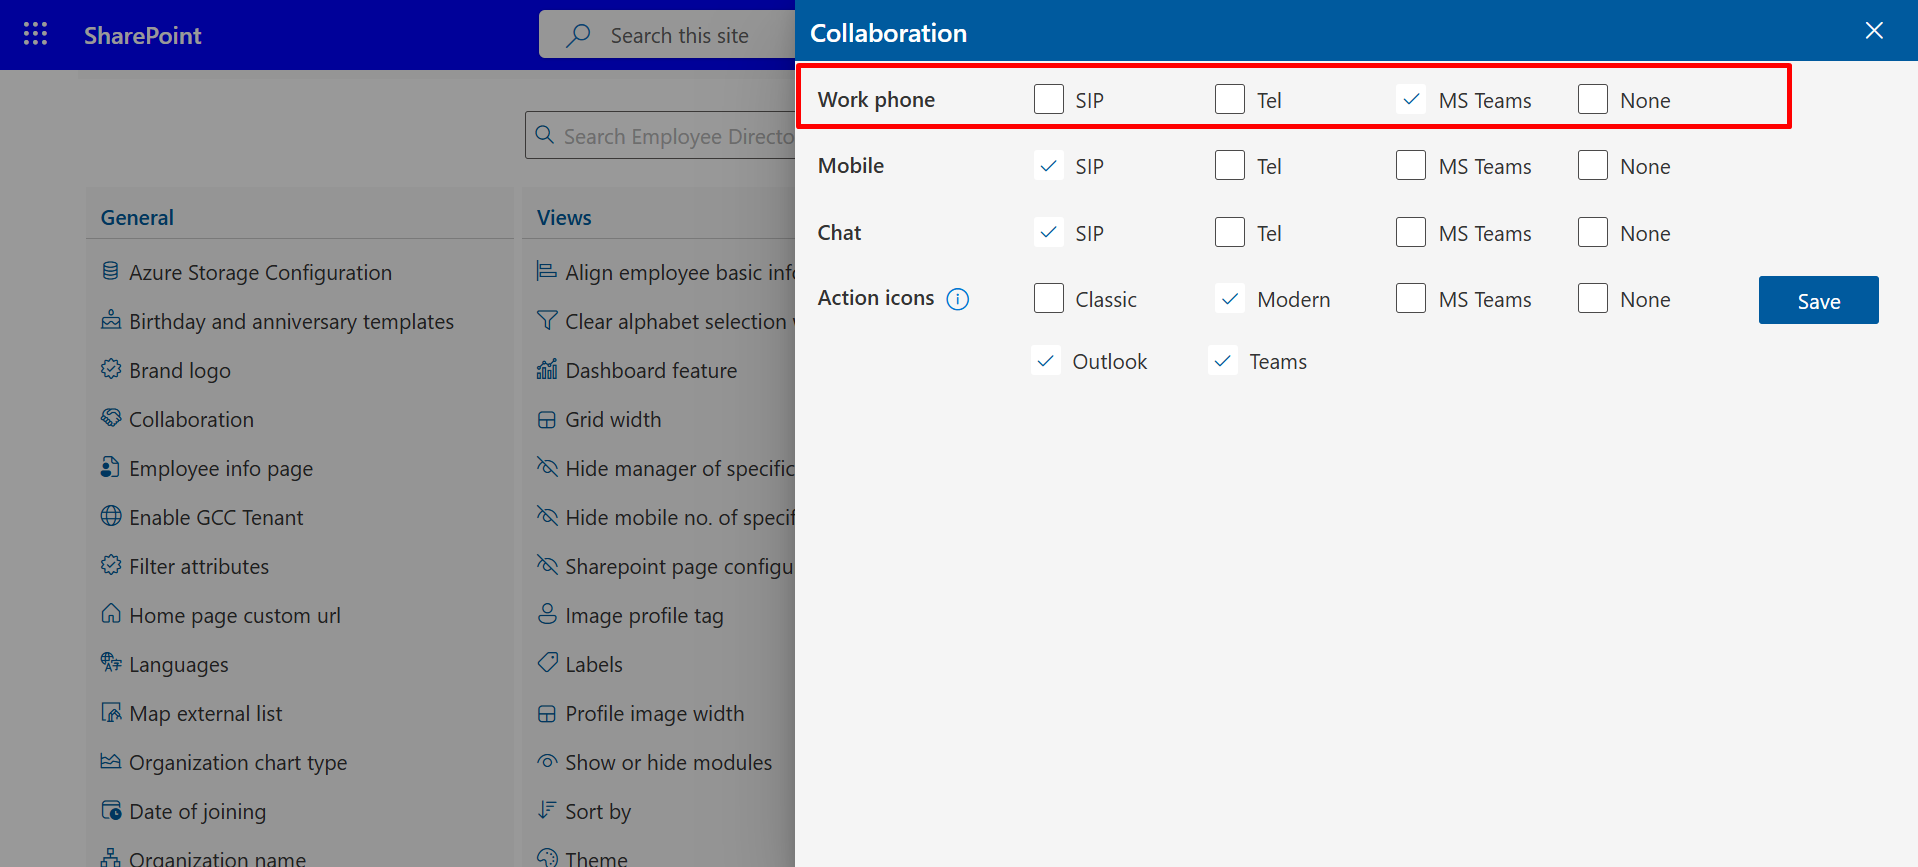 SharePoint
Search this site
Collaboration
Work phone SIP Tel MS Teams None
Search Employee Directo
Mobile SIP Tel MS Teams None
Chat SIP Tel MS Teams None
Action icons Classic Modern MS Teams None
Save
Outlook Teams
General
Azure Storage Configuration
Birthday and anniversary templates
Brand logo
Collaboration
Employee info page
Enable GCC Tenant
Filter attributes
Home page custom url
Languages
Map external list
Organization chart type
Date of joining
Organization name
Views
Align employee basic info
Clear alphabet selection
Dashboard feature
Grid width
Hide manager of specific
Hide mobile no. of specif
Sharepoint page configu
Image profile tag
Labels
Profile image width
Show or hide modules
Sort by
Theme